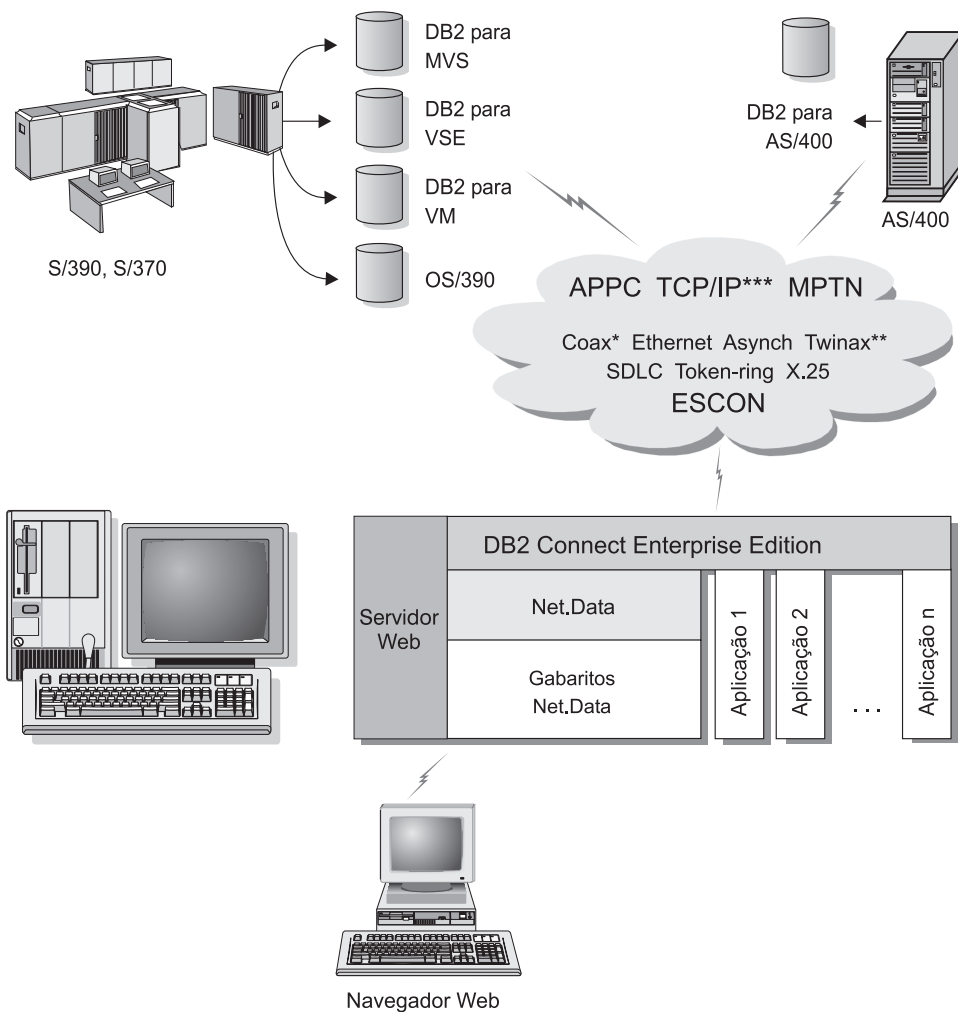 DB2 para
MVS
DB2 para
VSE
DB2 para
VM
OS/390
S/390, S/370
DB2 para
AS/400
AS/400
APPC TCP/IP*** MPTN
Coax* Ethernet Asynch Twinax**
SDLC Token-ring X.25
ESCON
DB2 Connect Enterprise Edition
Servidor
Web
Net.Data
Gabaritos
Net.Data
Aplicação 1
Aplicação 2
. . .
Aplicação n
Navegador Web